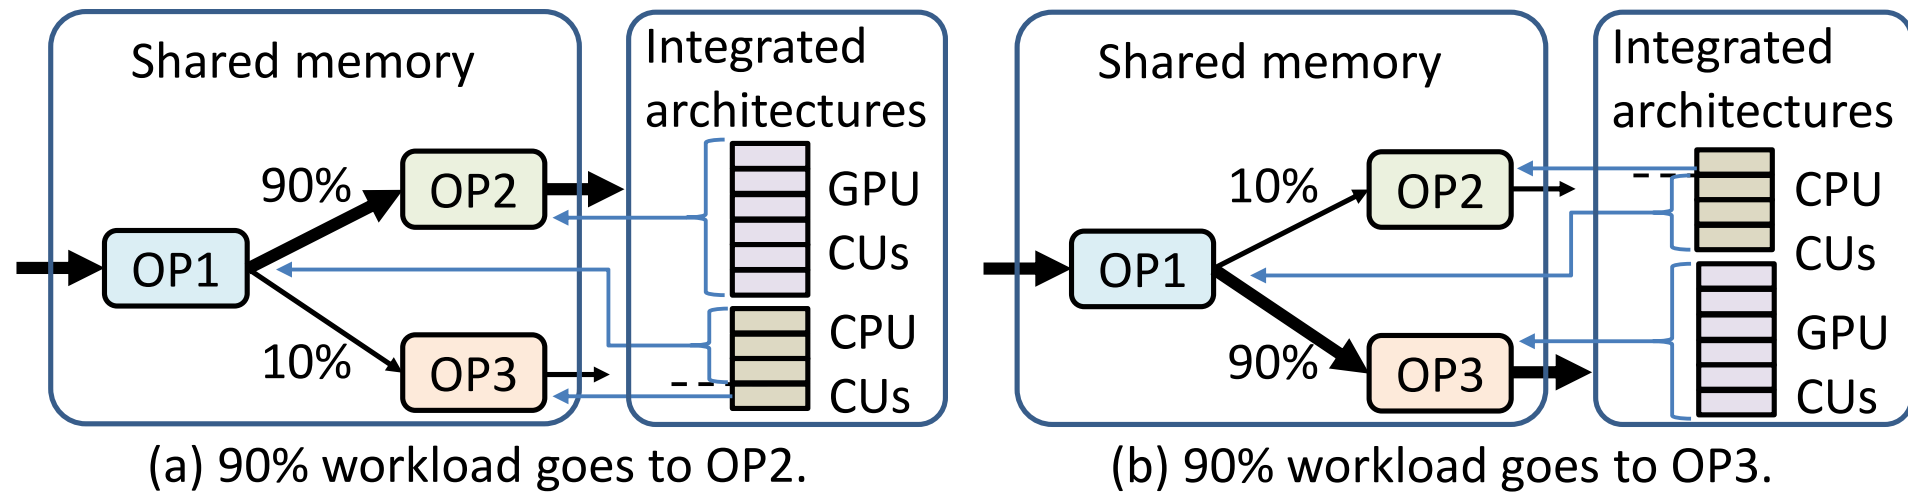 Shared memory
Integrated
architectures
90%
OP2
GPU
CUs
OP1
10%
OP3
CPU
CUs
(a) 90% workload goes to OP2.
Shared memory
Integrated
architectures
10%
OP2
CPU
CUs
OP1
90%
OP3
GPU
CUs
(b) 90% workload goes to OP3.